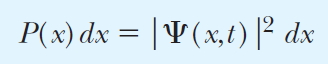 P(x) dx = |Ψ(x,t)|² dx